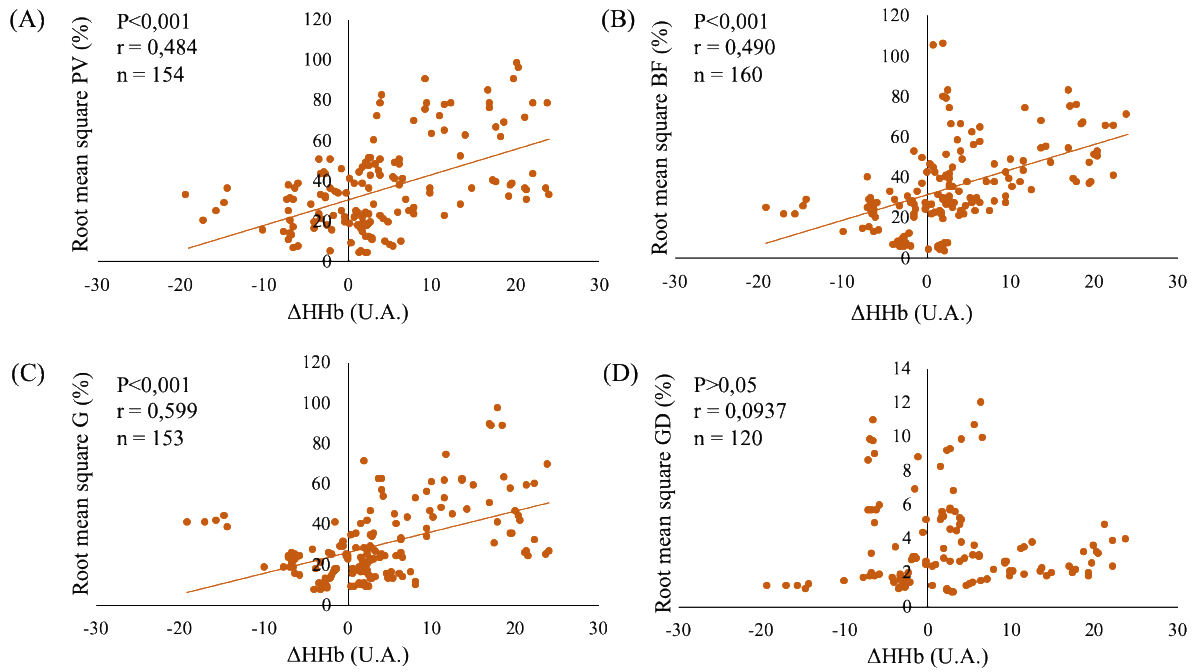 (A)
Root mean square PV (%)
P<0,001
r = 0,484
n = 154
120
100
80
60
40
20
0
-30 -20 -10 0 10 20 30
ΔHHb (U.A.)
(B)
Root mean square BF (%)
P<0,001
r = 0,490
n = 160
120
100
80
60
40
20
0
-30 -20 -10 0 10 20 30
ΔHHb (U.A.)
(C)
Root mean square G (%)
P<0,001
r = 0,599
n = 153
120
100
80
60
40
20
0
-30 -20 -10 0 10 20 30
ΔHHb (U.A.)
(D)
Root mean square GD (%)
P>0,05
r = 0,0937
n = 120
14
12
10
8
6
4
2
0
-30 -20 -10 0 10 20 30
ΔHHb (U.A.)